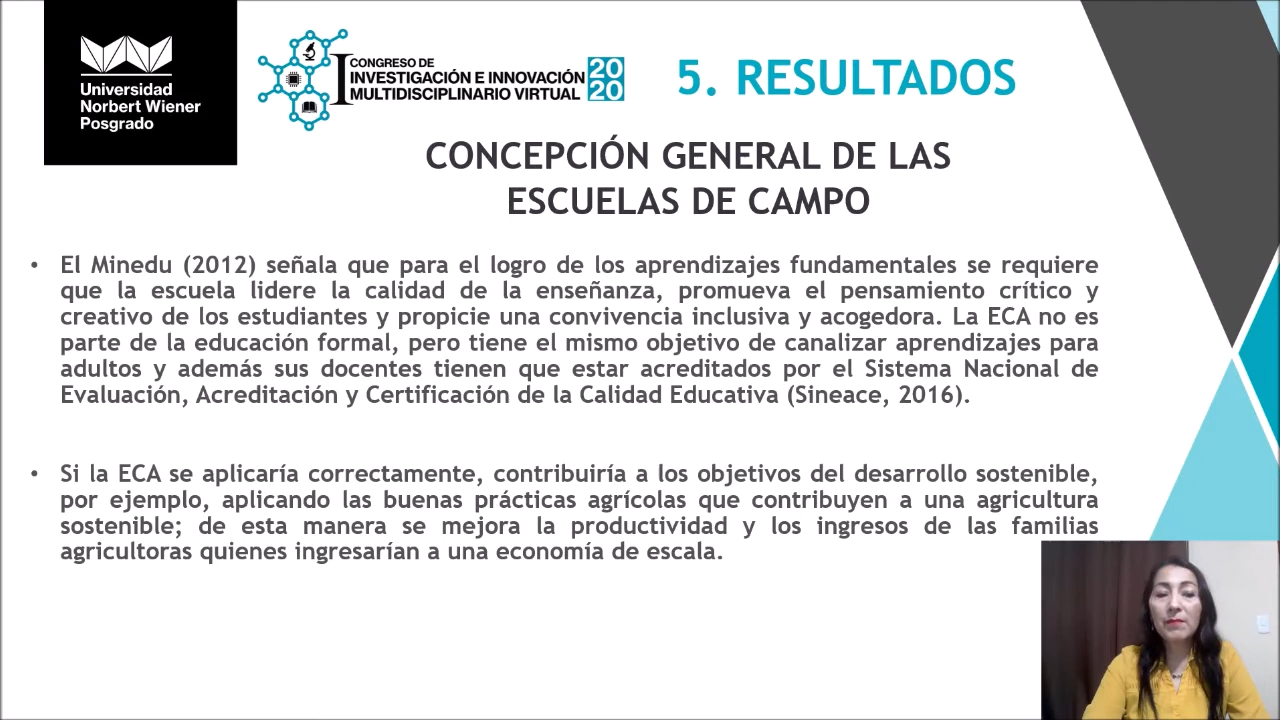 Universidad
Norbert Wiener
Posgrado
I CONGRESO DE
INVESTIGACIÓN E INNOVACIÓN
MULTIDISCIPLINARIO VIRTUAL
20
20
5. RESULTADOS
CONCEPCIÓN GENERAL DE LAS
ESCUELAS DE CAMPO
• El Minedu (2012) señala que para el logro de los aprendizajes fundamentales se requiere
que la escuela lidere la calidad de la enseñanza, promueva el pensamiento crítico y
creativo de los estudiantes y propicie una convivencia inclusiva y acogedora. La ECA no es
parte de la educación formal, pero tiene el mismo objetivo de canalizar aprendizajes para
adultos y además sus docentes tienen que estar acreditados por el Sistema Nacional de
Evaluación, Acreditación y Certificación de la Calidad Educativa (Sineace, 2016).
• Si la ECA se aplicaría correctamente, contribuiría a los objetivos del desarrollo sostenible,
por ejemplo, aplicando las buenas prácticas agrícolas que contribuyen a una agricultura
sostenible; de esta manera se mejora la productividad y los ingresos de las familias
agricultoras quienes ingresarían a una economía de escala.